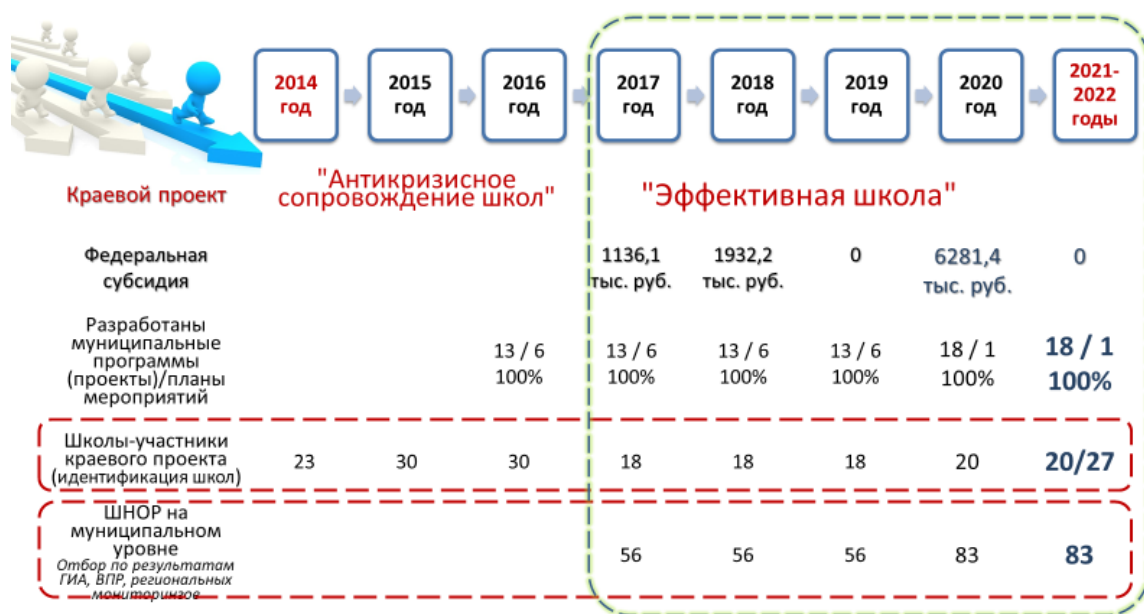 2014 год
2015 год
2016 год
2017 год
2018 год
2019 год
2020 год
2021-2022 годы
Краевой проект
"Антикризисное
сопровождение школ"
"Эффективная школа"
Федеральная
субсидия
1136,1 тыс. руб.
1932,2 тыс. руб.
0
6281,4 тыс. руб.
0
Разработаны
муниципальные
программы
(проекты)/планы
мероприятий
13 / 6 100%
13 / 6 100%
13 / 6 100%
13 / 6 100%
18 / 1 100%
18 / 1 100%
Школы-участники
краевого проекта
(идентификация школ)
23
30
30
18
18
18
20
20/27
ШНОР на
муниципальном
уровне
Отбор по результатам
ГИА, ВПР, региональных
мониторингов
56
56
56
83
83